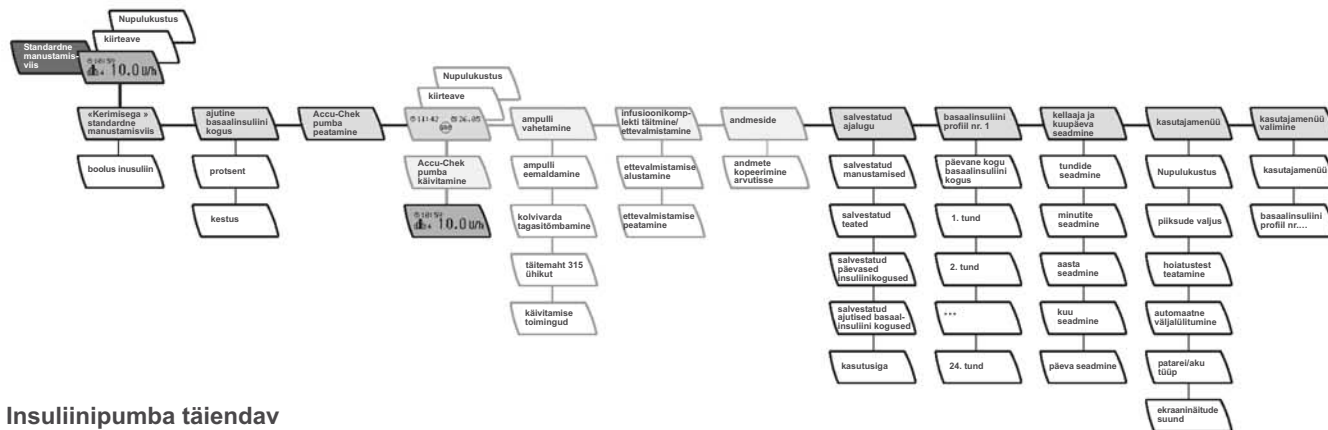 Nupulukustus
kiirteave
Standardne
manustamis-
viis
10.0 U/h
«Kerimisega »
standardne
manustamisviis
boolus inusuliin
ajutine
basaalinsuliini
kogus
protsent
kestus
Accu-Chek
pumba
peatamine
Nupulukustus
kiirteave
11:42 26.05
Accu-Chek
pumba
käivitamine
10.0 U/h
ampulli
vahetamine
ampulli
eemaldamine
kolvivarda
tagasitõmbamine
täitemaht 315
ühikut
käivitamise
toimingud
infusioonikomp-
lekti täitmine/
ettevalmistamine
ettevalmistamise
alustamine
ettevalmistamise
peatamine
andmeside
andmete
kopeerimine
arvutisse
salvestatud
ajalugu
salvestatud
manustamised
salvestatud
teated
salvestatud
päevased
insuliinikogused
salvestatud
ajutised basaal-
insuliini kogused
kasutusiga
basaalinsuliini
profiil nr. 1
päevane kogu
basaalinsuliini
kogus
1. tund
2. tund
***
24. tund
kellaaja ja
kuupäeva
seadmine
tundide
seadmine
minutite
seadmine
aasta
seadmine
kuu
seadmine
päeva seadmine
kasutajamenüü
Nupulukustus
piiksude valjus
hoiatustest
teatamine
automaatne
väljalülitumine
patarei/aku
tüüp
ekraaninäitude
suund
kasutajamenüü
valimine
kasutajamenüü
basaalinsuliini
profiil nr....
Insuliinipumba täiendav